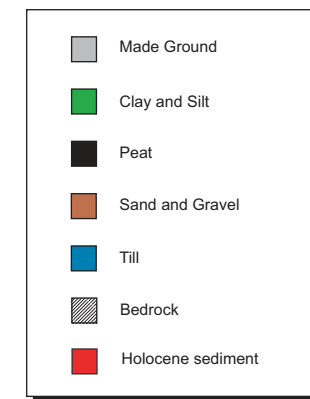 Made Ground
Clay and Silt
Peat
Sand and Gravel
Till
Bedrock
Holocene sediment